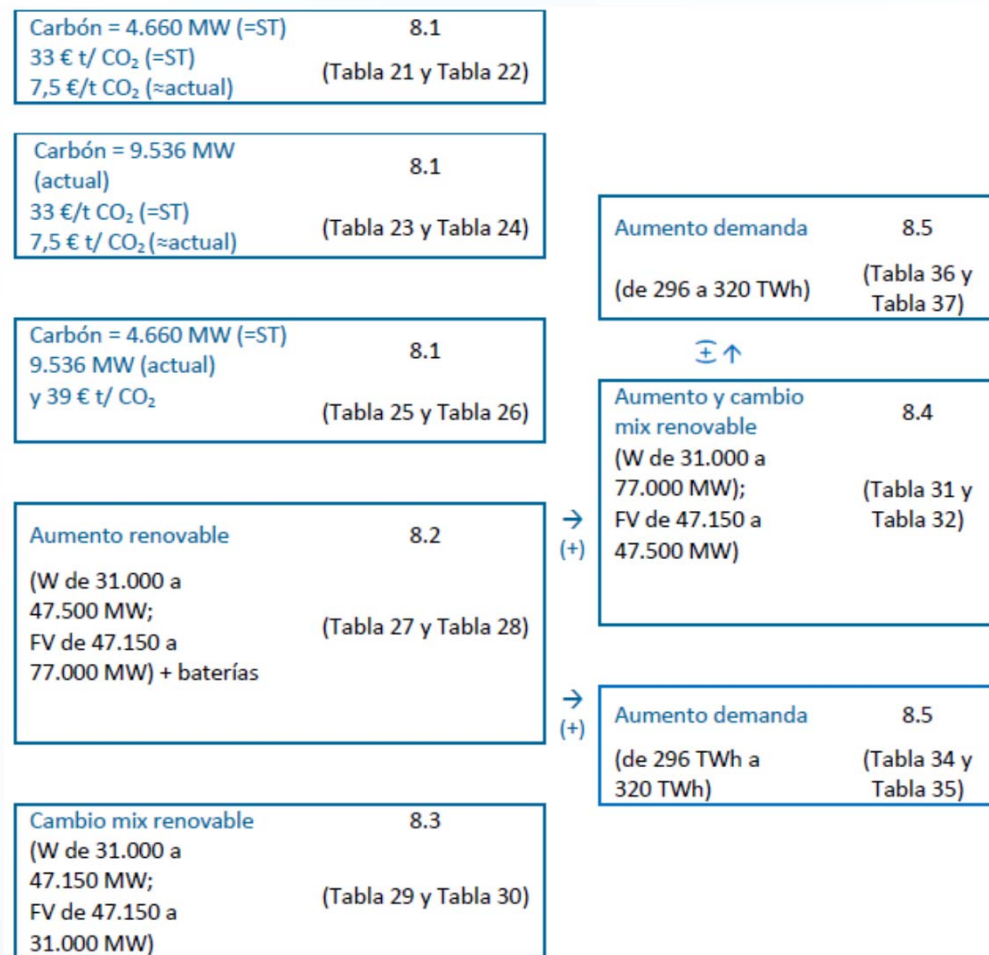 Carbón = 4.660 MW (=ST)
33 € t/ CO₂ (=ST)
7,5 €/t CO₂ (≈actual)
8.1
(Tabla 21 y Tabla 22)
Carbón = 9.536 MW
(actual)
33 €/t CO₂ (=ST)
7,5 € t/ CO₂ (≈actual)
8.1
(Tabla 23 y Tabla 24)
Carbón = 4.660 MW (=ST)
9.536 MW (actual)
y 39 € t/ CO₂
8.1
(Tabla 25 y Tabla 26)
Aumento renovable
8.2
(W de 31.000 a
47.500 MW;
FV de 47.150 a
77.000 MW) + baterías
(Tabla 27 y Tabla 28)
Cambio mix renovable
8.3
(W de 31.000 a
47.150 MW;
FV de 47.150 a
31.000 MW)
(Tabla 29 y Tabla 30)
→
(+)
→
(+)
Aumento demanda
8.5
(de 296 a 320 TWh)
(Tabla 36 y
Tabla 37)
(+) ↑
Aumento y cambio
mix renovable
8.4
(W de 31.000 a
77.000 MW);
FV de 47.150 a
47.500 MW)
(Tabla 31 y
Tabla 32)
Aumento demanda
8.5
(de 296 TWh a
320 TWh)
(Tabla 34 y
Tabla 35)